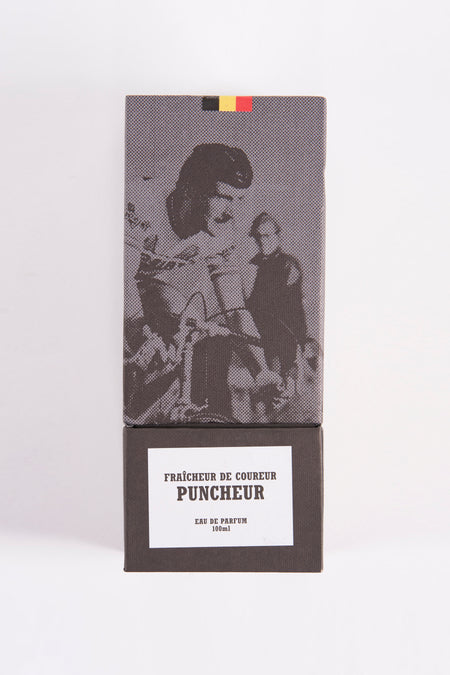 FRAÎCHEUR DE COUREUR
PUNCHEUR
EAU DE PARFUM
100ml